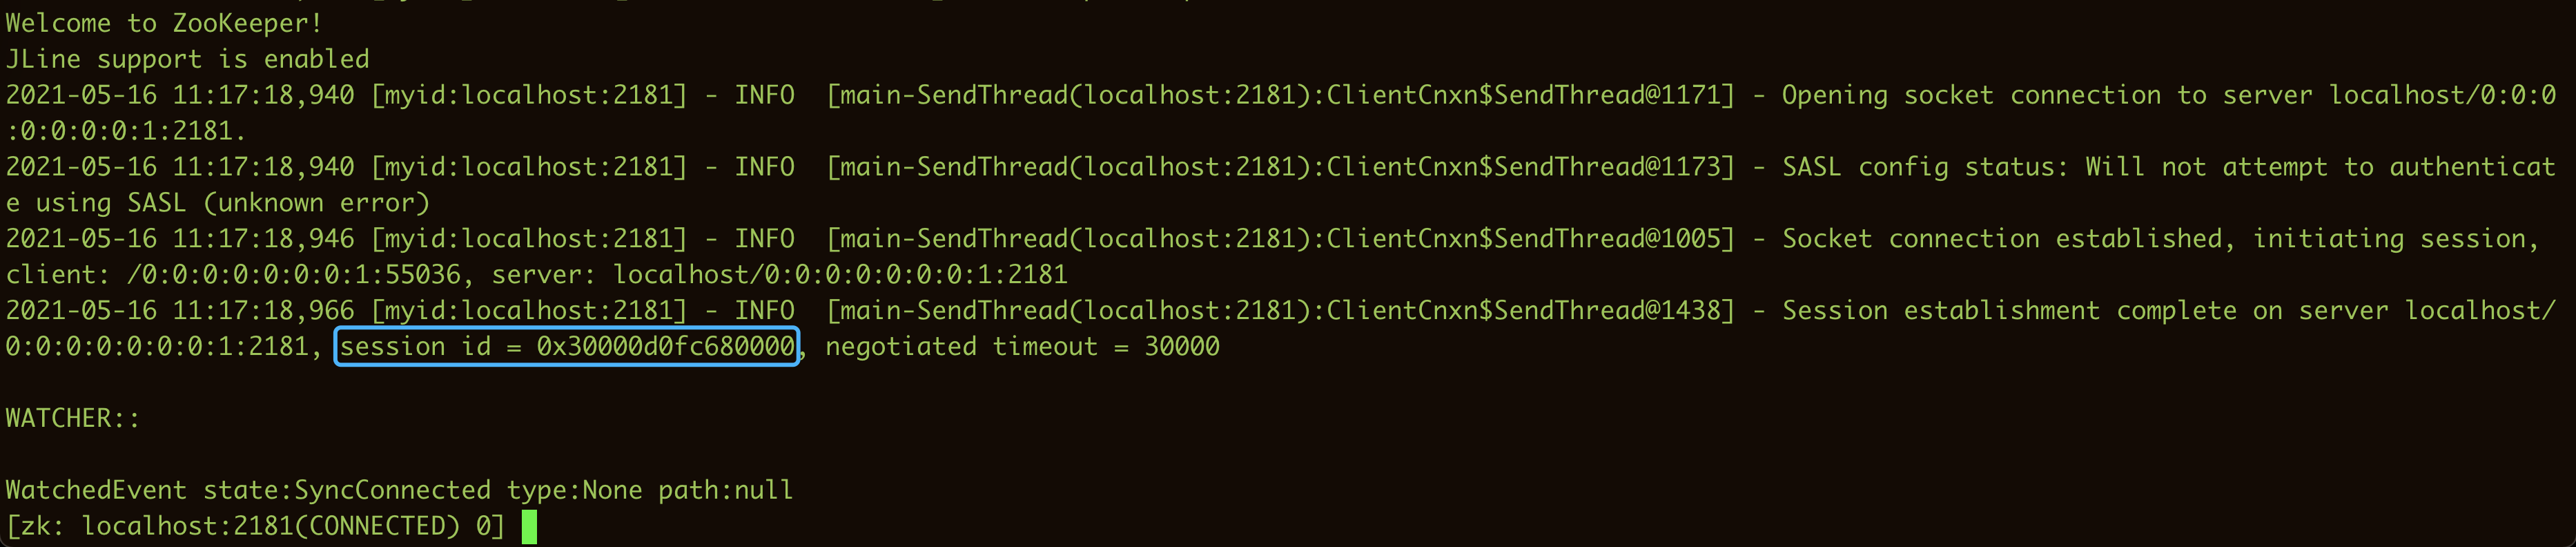 Welcome to ZooKeeper!
JLine support is enabled
2021-05-16 11:17:18,940 [myid:localhost:2181] - INFO  [main-SendThread(localhost:2181):ClientCnxn$SendThread@1171] - Opening socket connection to server localhost/0:0:0
:0:0:0:0:1:2181.
2021-05-16 11:17:18,940 [myid:localhost:2181] - INFO  [main-SendThread(localhost:2181):ClientCnxn$SendThread@1173] - SASL config status: Will not attempt to authenticat
e using SASL (unknown error)
2021-05-16 11:17:18,946 [myid:localhost:2181] - INFO  [main-SendThread(localhost:2181):ClientCnxn$SendThread@1005] - Socket connection established, initiating session,
client: /0:0:0:0:0:0:0:1:55036, server: localhost/0:0:0:0:0:0:0:1:2181
2021-05-16 11:17:18,966 [myid:localhost:2181] - INFO  [main-SendThread(localhost:2181):ClientCnxn$SendThread@1438] - Session establishment complete on server localhost/
0:0:0:0:0:0:0:1:2181, session id = 0x30000d0fc680000, negotiated timeout = 30000
WATCHER::
WatchedEvent state:SyncConnected type:None path:null
[zk: localhost:2181(CONNECTED) 0]